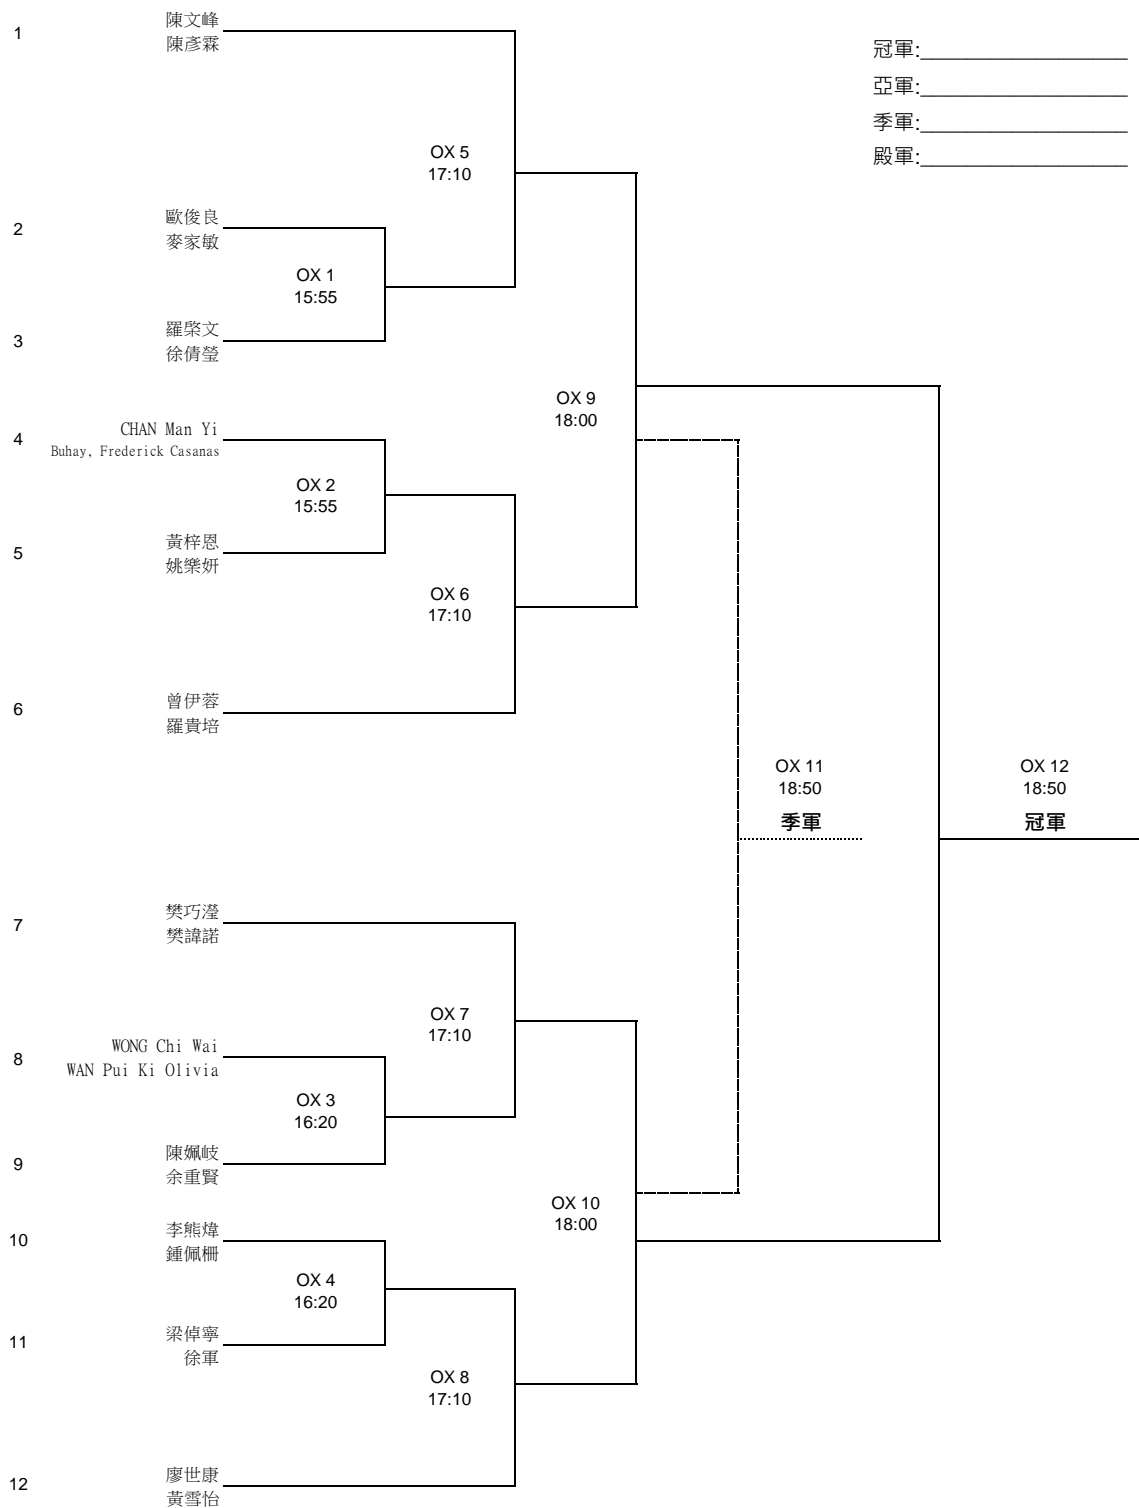 1
陳文峰
陳彥霖
冠軍:
亞軍:
季軍:
殿軍:
OX 5
17:10
2
歐俊良
麥家敏
OX 1
15:55
3
羅棨文
徐倩瑩
OX 9
18:00
4
CHAN Man Yi
Buhay, Frederick Casanas
OX 2
15:55
5
黃梓恩
姚樂妍
OX 6
17:10
6
曾伊蓉
羅貴培
OX 11
18:50
季軍
OX 12
18:50
冠軍
7
樊巧瀅
樊諱諾
OX 7
17:10
8
WONG Chi Wai
WAN Pui Ki Olivia
OX 3
16:20
9
陳姵岐
余重賢
OX 10
18:00
10
李熊煒
鍾佩柵
OX 4
16:20
11
梁倬寧
徐軍
OX 8
17:10
12
廖世康
黃雪怡